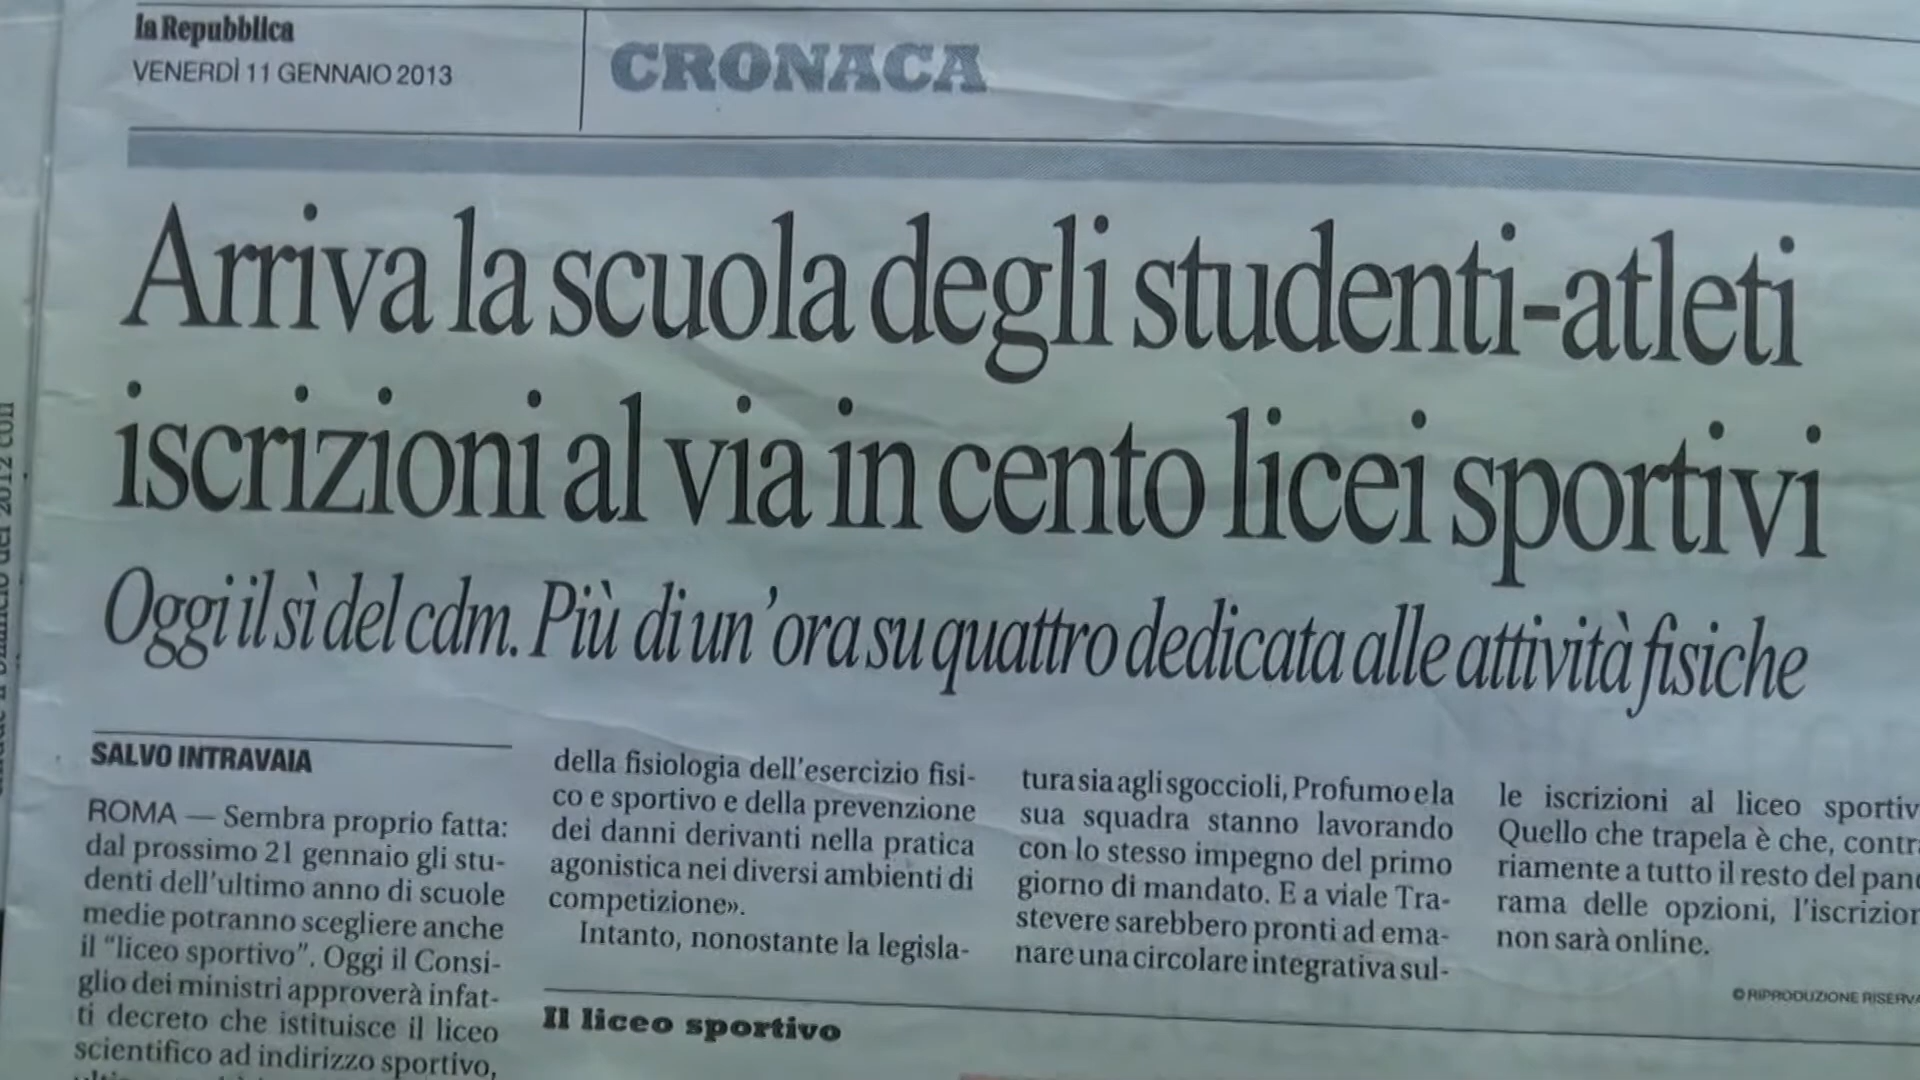 la Repubblica
VENERDÌ 11 GENNAIO 2013
CRONACA
Arriva la scuola degli studenti-atleti
iscrizioni al via in cento licei sportivi
Oggi il sì del cdm. Più di un'ora su quattro dedicata alle attività fisiche
SALVO INTRAVAIA
ROMA — Sembra proprio fatta:
dal prossimo 21 gennaio gli stu-
denti dell'ultimo anno di scuole
medie potranno scegliere anche
il "liceo sportivo". Oggi il Consi-
glio dei ministri approverà infat-
ti decreto che istituisce il liceo
scientifico ad indirizzo sportivo,
della fisiologia dell'esercizio fisi-
co e sportivo e della prevenzione
dei danni derivanti nella pratica
agonistica nei diversi ambienti di
competizione».
Intanto, nonostante la legisla-
tura sia agli sgoccioli, Profumo e la
sua squadra stanno lavorando
con lo stesso impegno del primo
giorno di mandato. E a viale Tra-
stevere sarebbero pronti ad ema-
nare una circolare integrativa sul-
le iscrizioni al liceo sportiv
Quello che trapela è che, contr
riamente a tutto il resto del pan
rama delle opzioni, l'iscrizion
non sarà online.
© RIPRODUZIONE RISERVA
Il liceo sportivo
del 2012 con